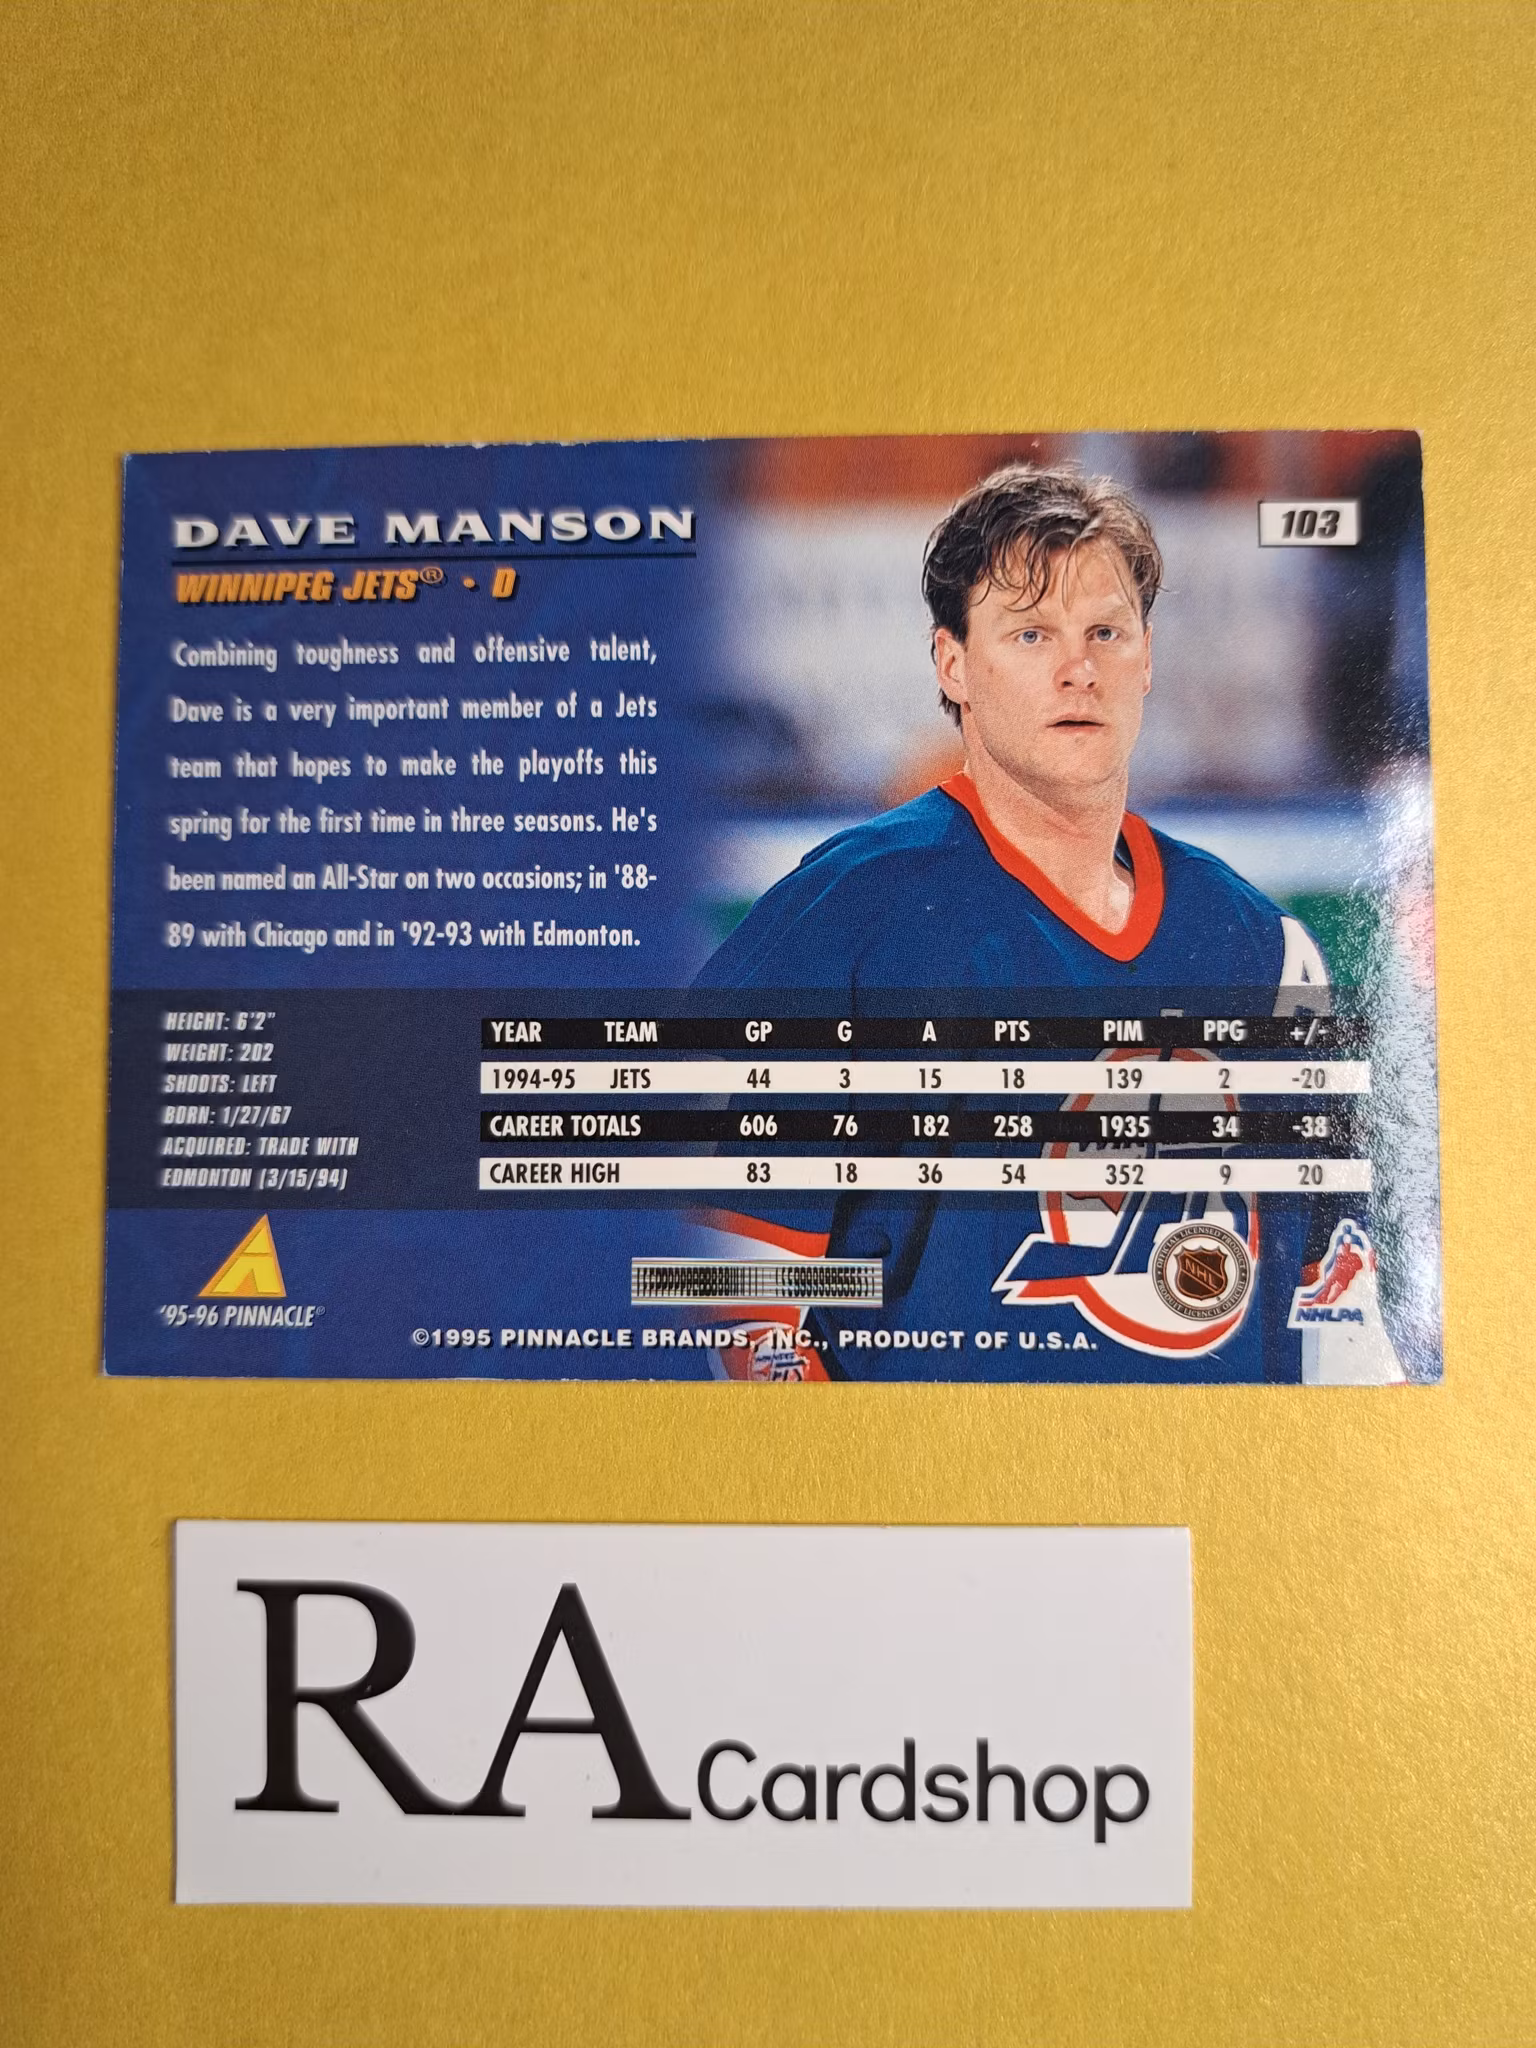 DAVE MANSON
103
WINNIPEG JETS® • D
Combining toughness and offensive talent,
Dave is a very important member of a Jets
team that hopes to make the playoffs this
spring for the first time in three seasons. He's
been named an All-Star on two occasions; in '88-
89 with Chicago and in '92-93 with Edmonton.
HEIGHT: 6'2"
WEIGHT: 202
SHOOTS: LEFT
BORN: 1/27/67
ACQUIRED: TRADE WITH
EDMONTON (3/15/94)
YEAR TEAM GP G A PTS PIM PPG +/-
1994-95 JETS 44 3 15 18 139 2 -20
CAREER TOTALS 606 76 182 258 1935 34 -38
CAREER HIGH 83 18 36 54 352 9 20
'95-96 PINNACLE®
©1995 PINNACLE BRANDS, INC., PRODUCT OF U.S.A.
NHL
NHLPA
RA Cardshop